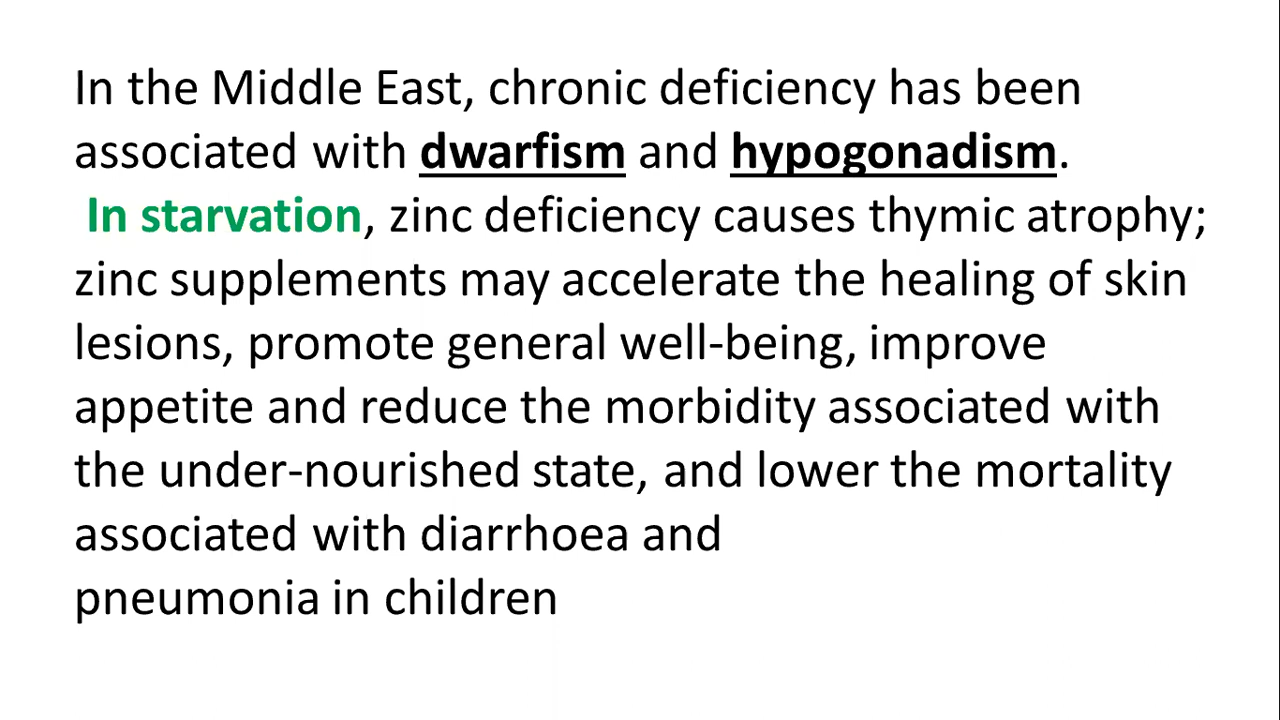 In the Middle East, chronic deficiency has been
associated with dwarfism and hypogonadism.
In starvation, zinc deficiency causes thymic atrophy;
zinc supplements may accelerate the healing of skin
lesions, promote general well-being, improve
appetite and reduce the morbidity associated with
the under-nourished state, and lower the mortality
associated with diarrhoea and
pneumonia in children